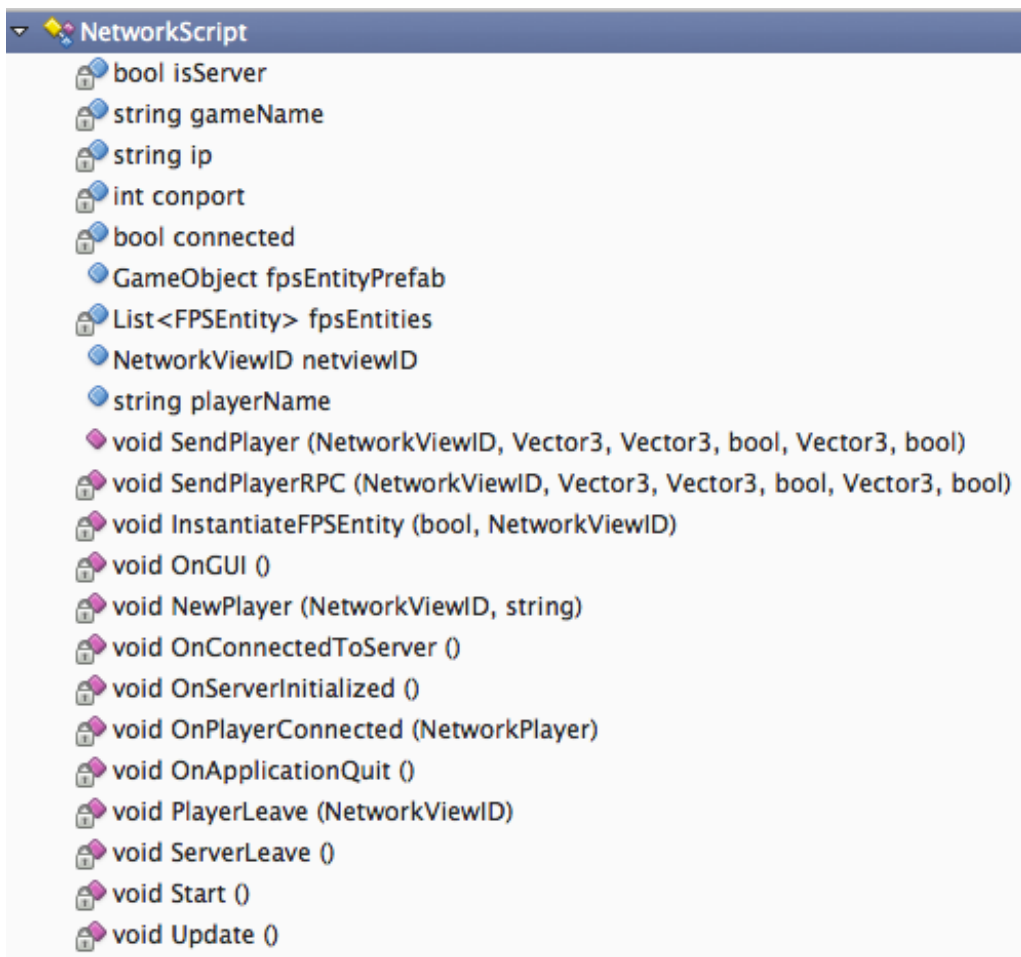 NetworkScript
bool isServer
string gameName
string ip
int conport
bool connected
GameObject fpsEntityPrefab
List<FPSEntity> fpsEntities
NetworkViewID netviewID
string playerName
void SendPlayer (NetworkViewID, Vector3, Vector3, bool, Vector3, bool)
void SendPlayerRPC (NetworkViewID, Vector3, Vector3, bool, Vector3, bool)
void InstantiateFPSEntity (bool, NetworkViewID)
void OnGUI ()
void NewPlayer (NetworkViewID, string)
void OnConnectedToServer ()
void OnServerInitialized ()
void OnPlayerConnected (NetworkPlayer)
void OnApplicationQuit ()
void PlayerLeave (NetworkViewID)
void ServerLeave ()
void Start ()
void Update ()